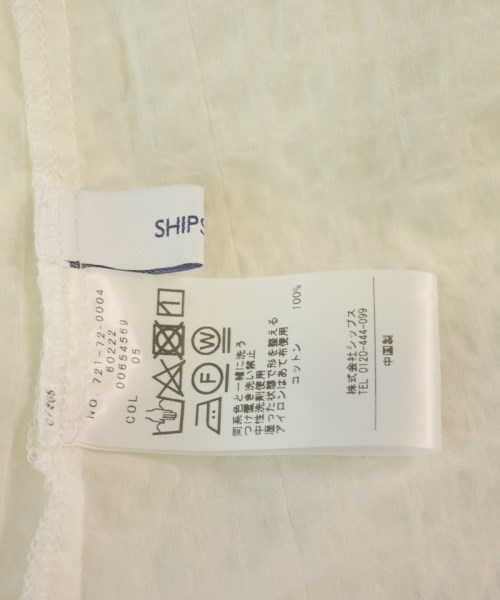 SHIPS
NO. 721-72-0004
60222
00654569
COL 05
F
W
同系色と一緒に洗う
つけ置き洗い禁止
中性洗剤使用
湿った状態で形を整える
アイロンはあて布使用
コットン 100%
株式会社シップス
TEL 0120-444-099
中国製